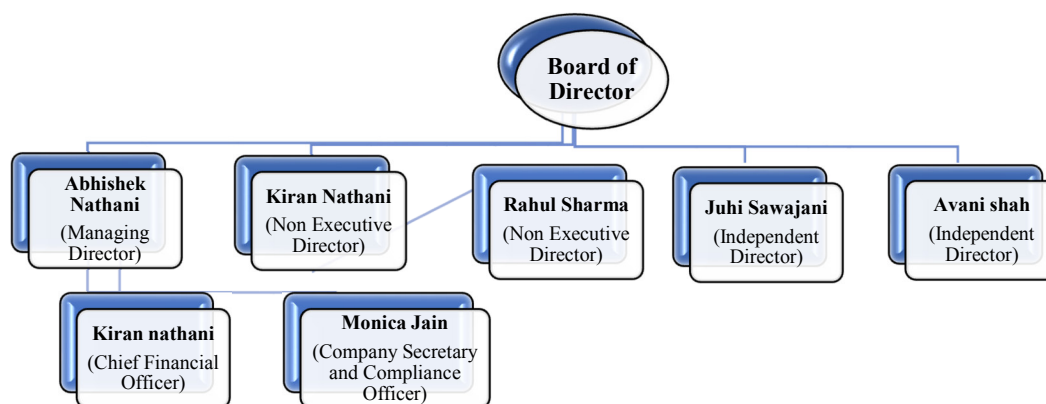 Board of
Director
Abhishek
Nathani
(Managing
Director)
Kiran Nathani
(Non Executive
Director)
Rahul Sharma
(Non Executive
Director)
Juhi Sawajani
(Independent
Director)
Avani shah
(Independent
Director)
Kiran nathani
(Chief Financial
Officer)
Monica Jain
(Company Secretary
and Compliance
Officer)